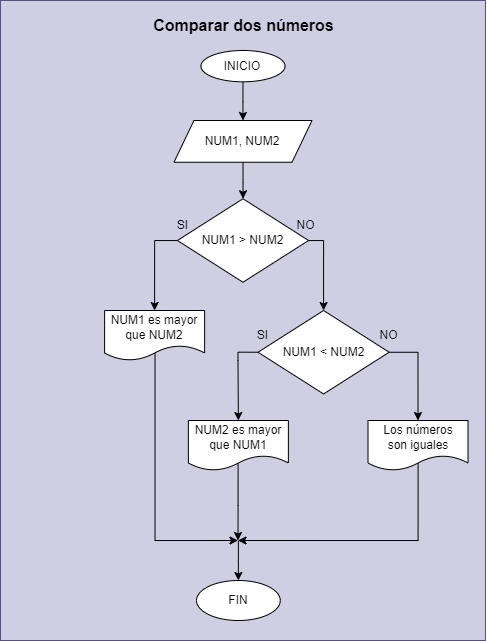 Comparar dos números
INICIO
NUM1, NUM2
SI
NO
NUM1 > NUM2
NUM1 es mayor
que NUM2
SI
NO
NUM1 < NUM2
NUM2 es mayor
que NUM1
Los números
son iguales
FIN